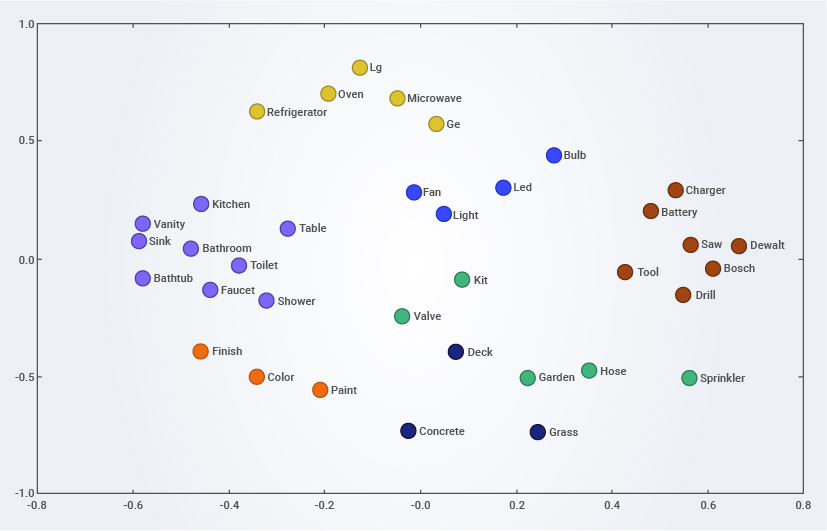 1.0
Lg
Oven
Microwave
Refrigerator
Ge
0.5
Bulb
Led
Charger
Fan
Kitchen
Battery
Light
Vanity
Table
Sink
Saw
Dewalt
Bathroom
0.0
Toilet
Bosch
Tool
Bathtub
Kit
Faucet
Drill
Shower
Valve
Finish
Deck
Hose
-0.5
Color
Garden
Sprinkler
Paint
Concrete
Grass
-1.0
-0.8 -0.6 -0.4 -0.2 -0.0 0.2 0.4 0.6 0.8